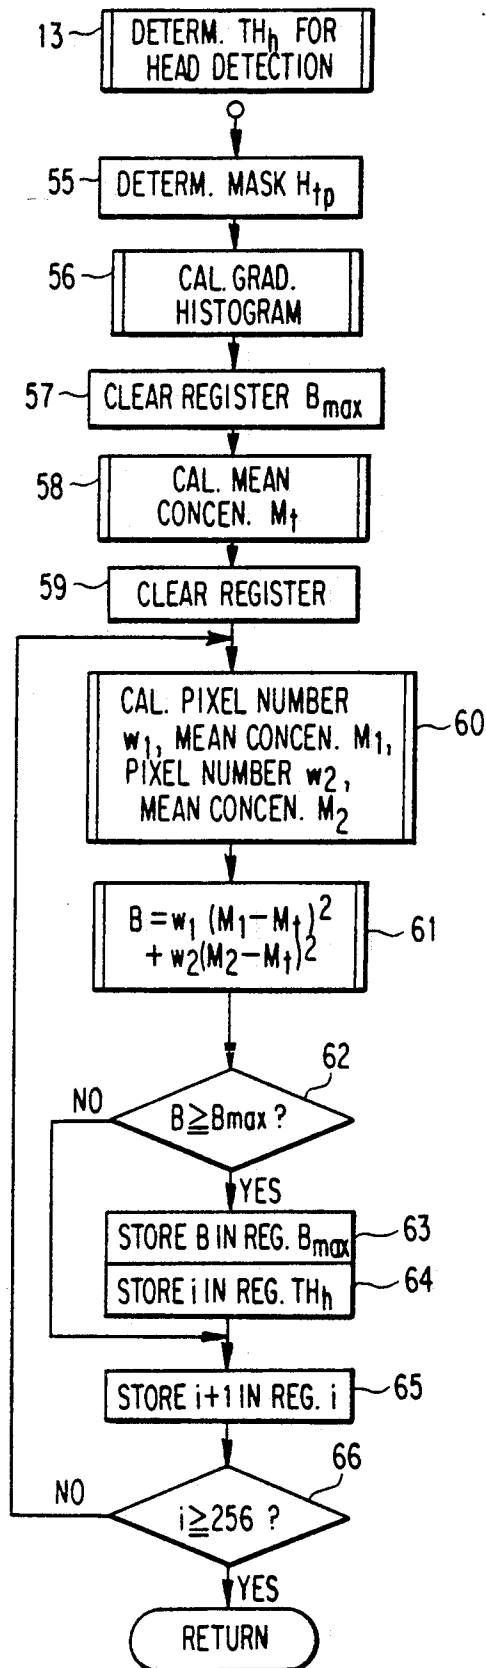 13 DETERM. TH_h FOR
HEAD DETECTION
55 DETERM. MASK H_tp
56 CAL. GRAD.
HISTOGRAM
57 CLEAR REGISTER B_max
58 CAL. MEAN
CONCEN. M_t
59 CLEAR REGISTER
CAL. PIXEL NUMBER
w_1, MEAN CONCEN. M_1,
PIXEL NUMBER w_2,
MEAN CONCEN. M_2
60
B = w_1 (M_1 − M_t)^2
+ w_2 (M_2 − M_t)^2
61
62
NO
B ≧ Bmax ?
YES
STORE B IN REG. B_max 63
STORE i IN REG. TH_h 64
STORE i+1 IN REG. i 65
66
NO
i ≧ 256 ?
YES
RETURN